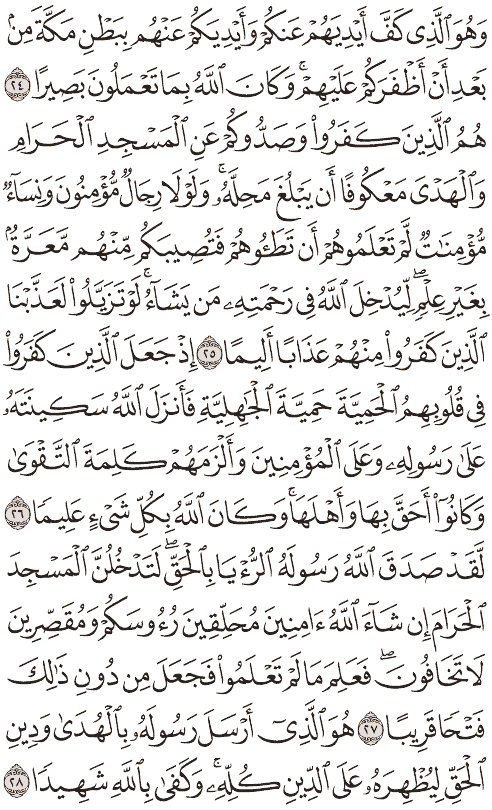 وَهُوَ ٱلَّذِى كَفَّ أَيْدِيَهُمْ عَنكُمْ وَأَيْدِيَكُمْ عَنْهُم بِبَطْنِ مَكَّةَ مِنۢ
بَعْدِ أَنْ أَظْفَرَكُمْ عَلَيْهِمْ ۚ وَكَانَ ٱللَّهُ بِمَا تَعْمَلُونَ بَصِيرًا ٢٤
هُمُ ٱلَّذِينَ كَفَرُوا۟ وَصَدُّوكُمْ عَنِ ٱلْمَسْجِدِ ٱلْحَرَامِ
وَٱلْهَدْىَ مَعْكُوفًا أَن يَبْلُغَ مَحِلَّهُۥ ۚ وَلَوْلَا رِجَالٌ مُّؤْمِنُونَ وَنِسَآءٌ
مُّؤْمِنَـٰتٌ لَّمْ تَعْلَمُوهُمْ أَن تَطَـُٔوهُمْ فَتُصِيبَكُم مِّنْهُم مَّعَرَّةٌۢ
بِغَيْرِ عِلْمٍ ۖ لِّيُدْخِلَ ٱللَّهُ فِى رَحْمَتِهِۦ مَن يَشَآءُ ۚ لَوْ تَزَيَّلُوا۟ لَعَذَّبْنَا
ٱلَّذِينَ كَفَرُوا۟ مِنْهُمْ عَذَابًا أَلِيمًا ٢٥ إِذْ جَعَلَ ٱلَّذِينَ كَفَرُوا۟
فِى قُلُوبِهِمُ ٱلْحَمِيَّةَ حَمِيَّةَ ٱلْجَـٰهِلِيَّةِ فَأَنزَلَ ٱللَّهُ سَكِينَتَهُۥ
عَلَىٰ رَسُولِهِۦ وَعَلَى ٱلْمُؤْمِنِينَ وَأَلْزَمَهُمْ كَلِمَةَ ٱلتَّقْوَىٰ
وَكَانُوٓا۟ أَحَقَّ بِهَا وَأَهْلَهَا ۚ وَكَانَ ٱللَّهُ بِكُلِّ شَىْءٍ عَلِيمًا ٢٦
لَّقَدْ صَدَقَ ٱللَّهُ رَسُولَهُ ٱلرُّءْيَا بِٱلْحَقِّ ۖ لَتَدْخُلُنَّ ٱلْمَسْجِدَ
ٱلْحَرَامَ إِن شَآءَ ٱللَّهُ ءَامِنِينَ مُحَلِّقِينَ رُءُوسَكُمْ وَمُقَصِّرِينَ
لَا تَخَافُونَ ۖ فَعَلِمَ مَا لَمْ تَعْلَمُوا۟ فَجَعَلَ مِن دُونِ ذَٰلِكَ
فَتْحًا قَرِيبًا ٢٧ هُوَ ٱلَّذِىٓ أَرْسَلَ رَسُولَهُۥ بِٱلْهُدَىٰ وَدِينِ
ٱلْحَقِّ لِيُظْهِرَهُۥ عَلَى ٱلدِّينِ كُلِّهِۦ ۚ وَكَفَىٰ بِٱللَّهِ شَهِيدًا ٢٨